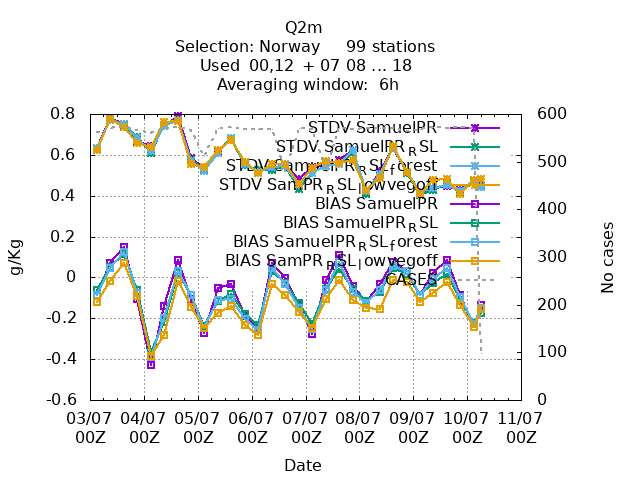 Q2m
Selection: Norway 99 stations
Used 00,12 + 07 08 ... 18
Averaging window: 6h
0.8
0.6
0.4
0.2
0
-0.2
-0.4
-0.6
g/Kg
600
500
400
300
200
100
0
No cases
STDV SamuelPR
STDV SamuelPR_RSL
STDV SamuelPR_RSL_forest
STDV SamPR_RSL_lowvegoff
BIAS SamuelPR
BIAS SamuelPR_RSL
BIAS SamuelPR_RSL_forest
BIAS SamPR_RSL_lowvegoff
CASES
03/07 04/07 05/07 06/07 07/07 08/07 09/07 10/07 11/07
00Z 00Z 00Z 00Z 00Z 00Z 00Z 00Z 00Z
Date